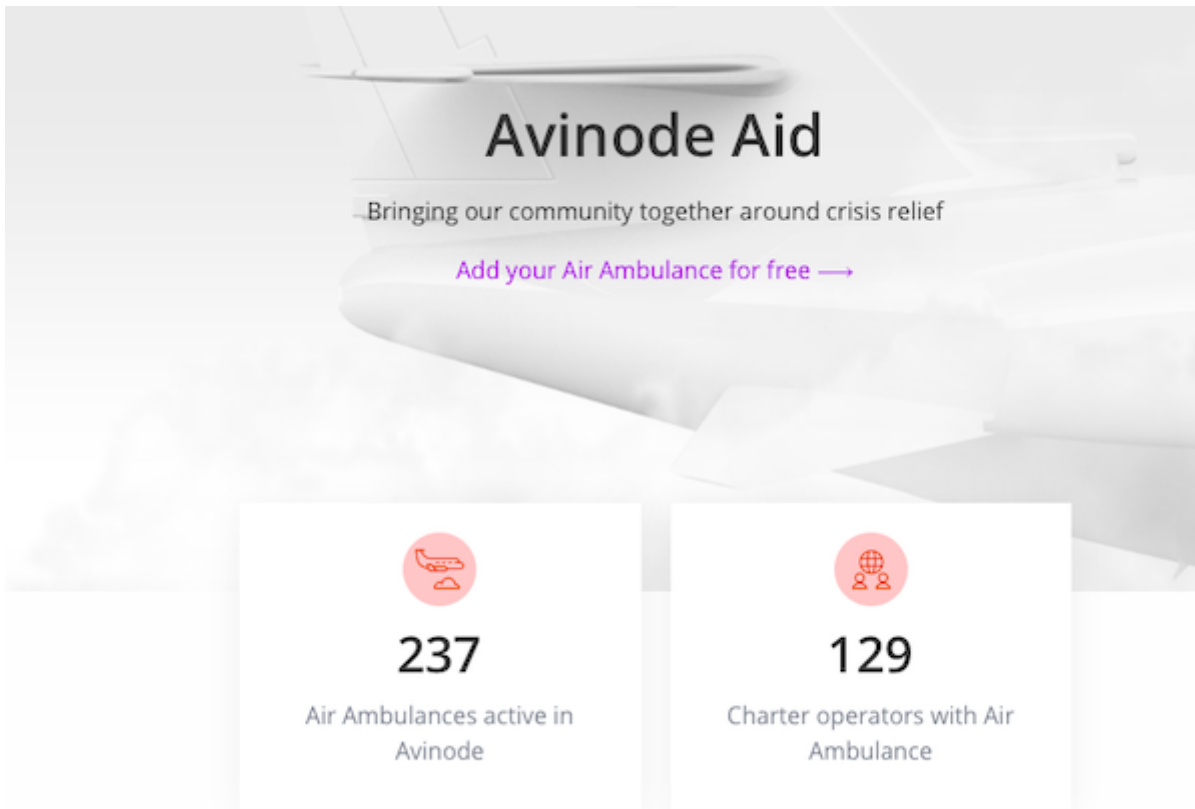 Avinode Aid
Bringing our community together around crisis relief
Add your Air Ambulance for free ⟶
237
Air Ambulances active in
Avinode
129
Charter operators with Air
Ambulance